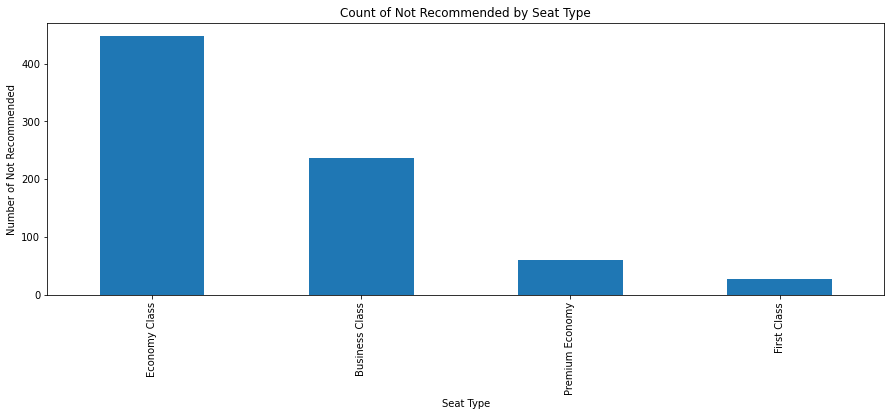 Count of Not Recommended by Seat Type
Number of Not Recommended
400
300
200
100
0
Economy Class
Business Class
Premium Economy
First Class
Seat Type